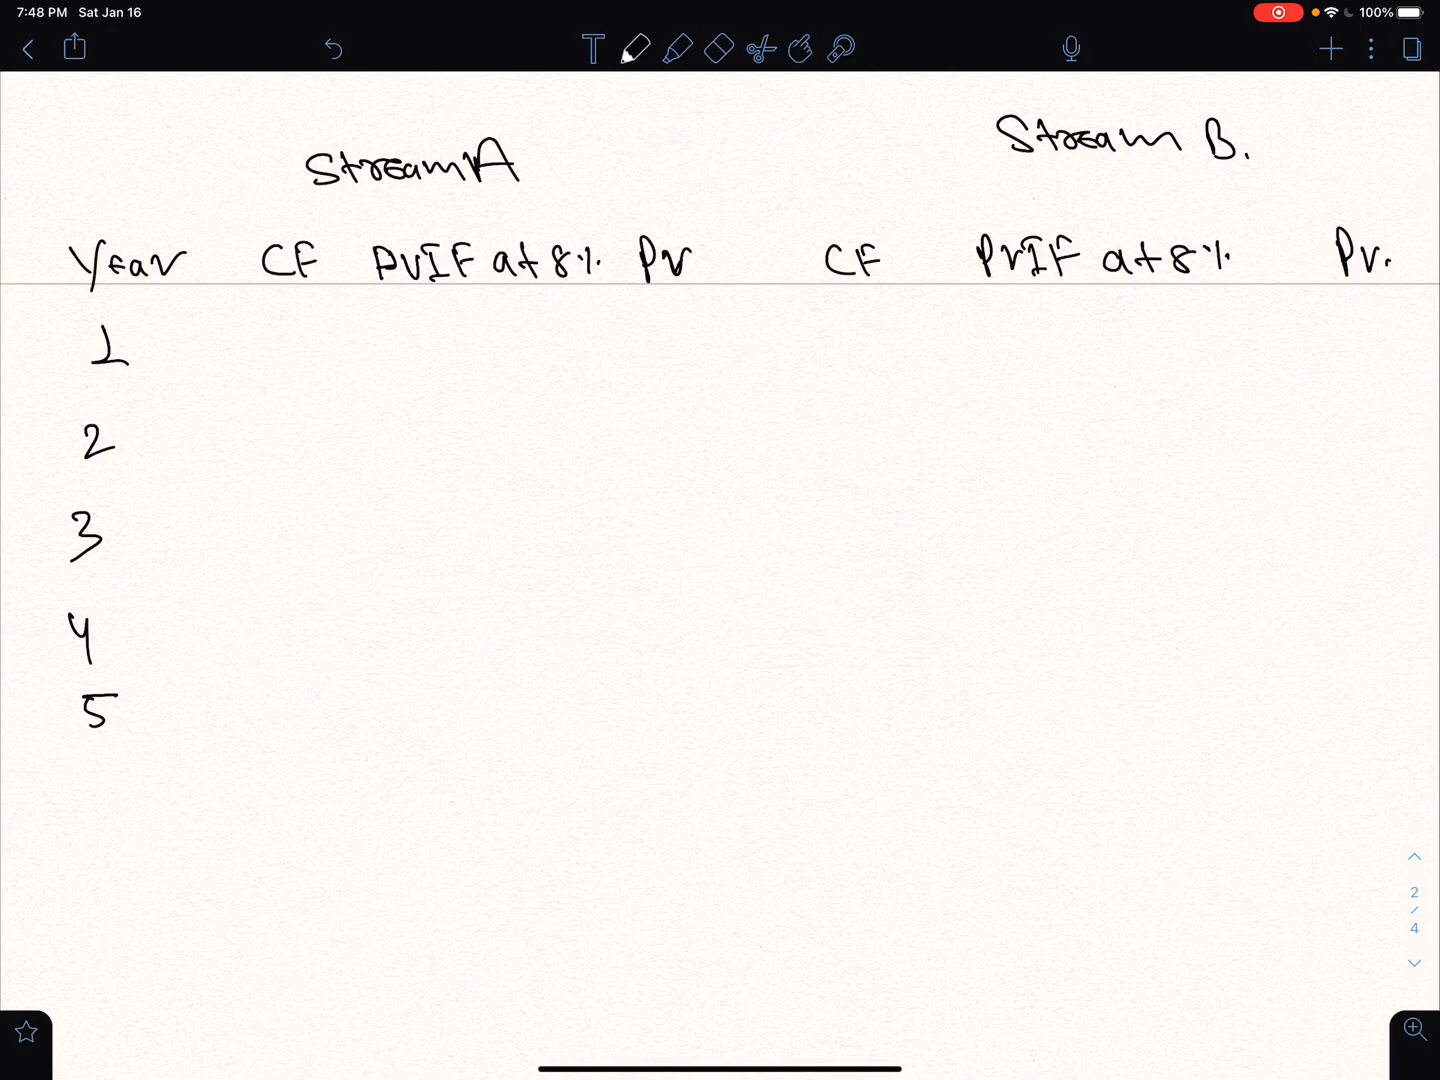 7:48 PM Sat Jan 16 100%
T
Stream A Stream B.
Year CF PVIF at 8% PV CF PVIF at 8% PV.
1
2
3
4
5
2
/
4